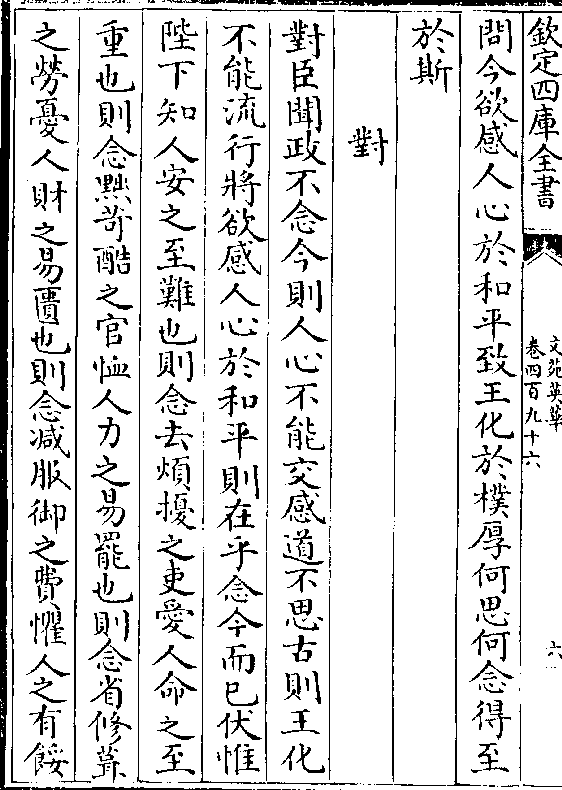 欽定四庫全書
文苑英華
卷四百九十六
六
問今欲感人心於和平致王化於樸厚何思何念得至
於斯
對
對臣聞政不念今則人心不能交感道不思古則王化
不能流行將欲感人心於和平則在乎念今而已伏惟
陛下知人安之至難也則念去煩擾之吏愛人命之至
重也則念黜苛酷之官恤人力之易罷也則念省修葺
之勞憂人財之易匱也則念減服御之費懼人之有餒